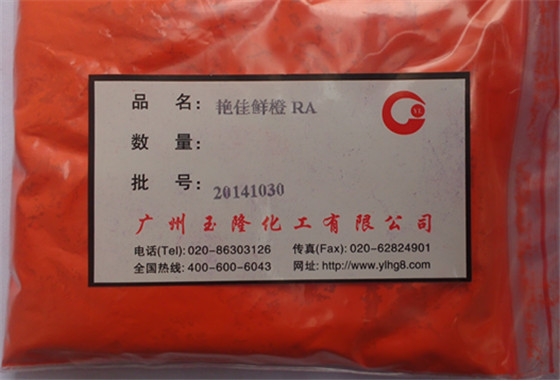 品 名: 艳佳鲜橙 RA
数 量:
批 号: 20141030
广州玉隆化工有限公司
电话(Tel): 020-86303126 传真(Fax): 020-62824901
全国热线: 400-600-6043 网址: http://www.ylhg8.com